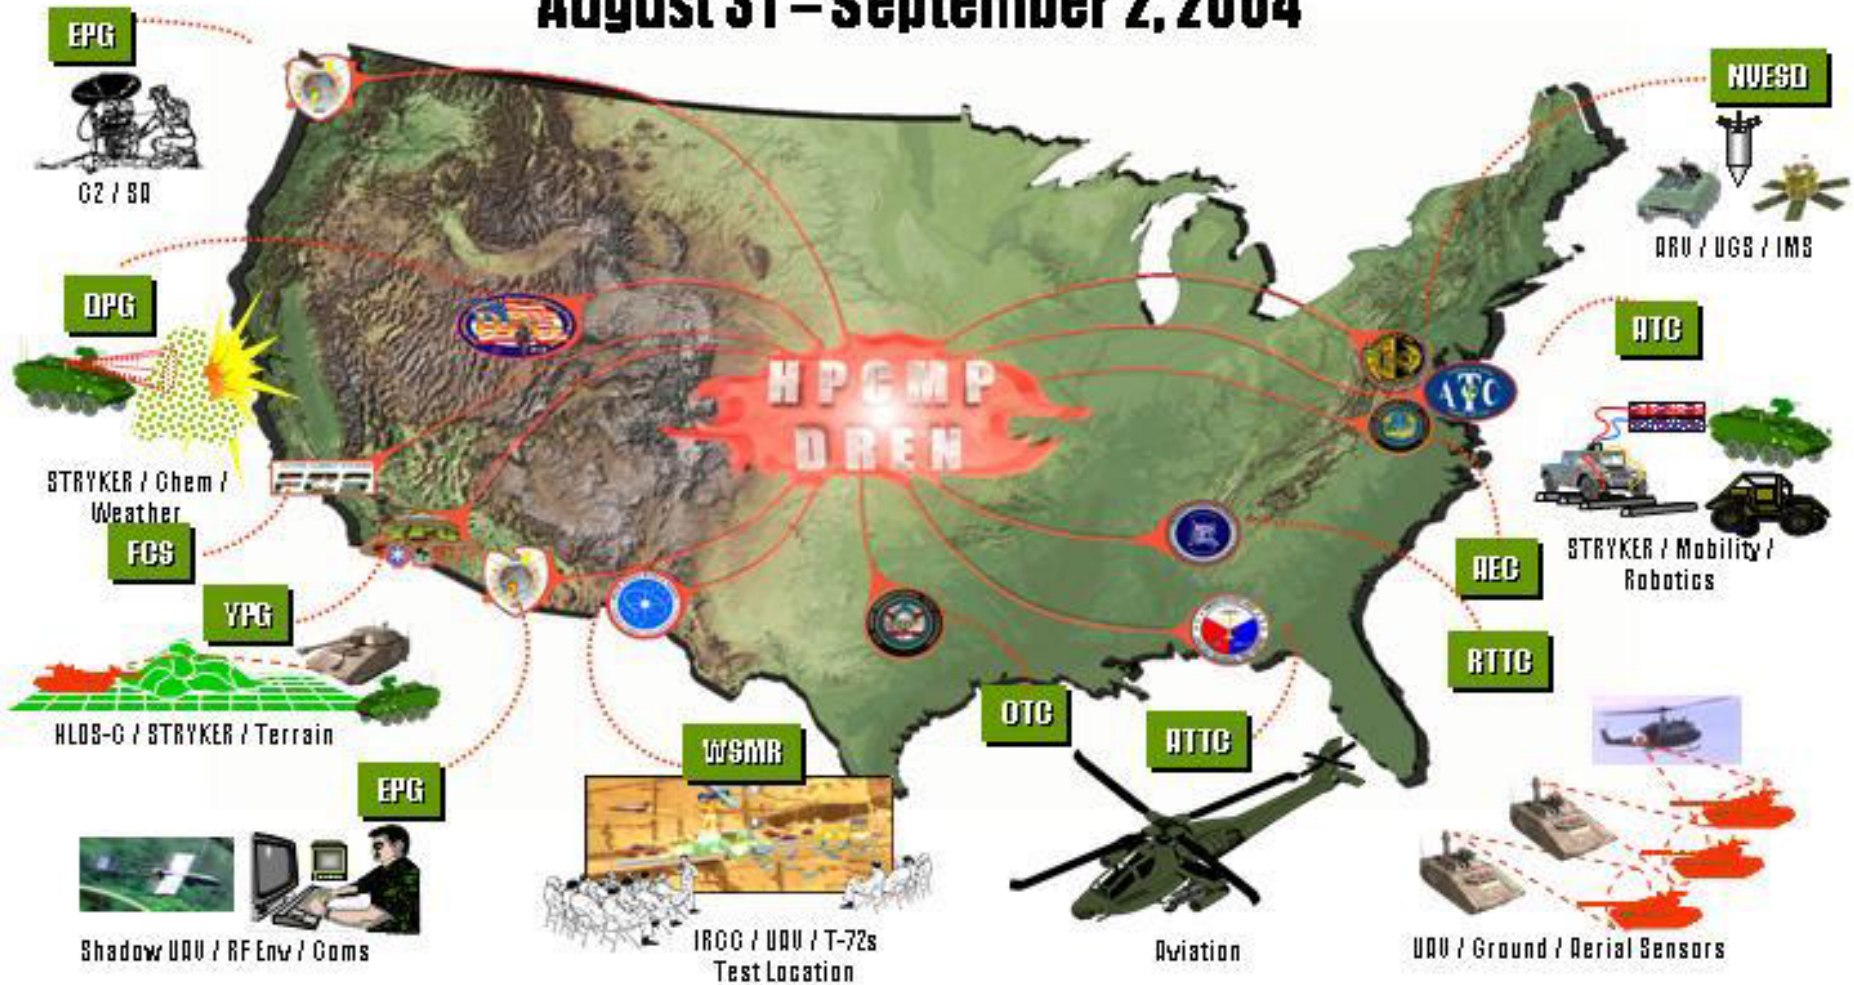 August 31 – September 2, 2004
EPG
C2 / SA
NVESD
ARV / UGS / IMS
DPG
STRYKER / Chem /
Weather
ATC
HPCMP
DREN
ATC
STRYKER / Mobility /
Robotics
FCS
AEC
YPG
NLOS-C / STRYKER / Terrain
RTTC
OTC
ATTC
WSMR
EPG
Shadow UAV / RF Env / Coms
IRCC / UAV / T-72s
Test Location
Aviation
UAV / Ground / Aerial Sensors